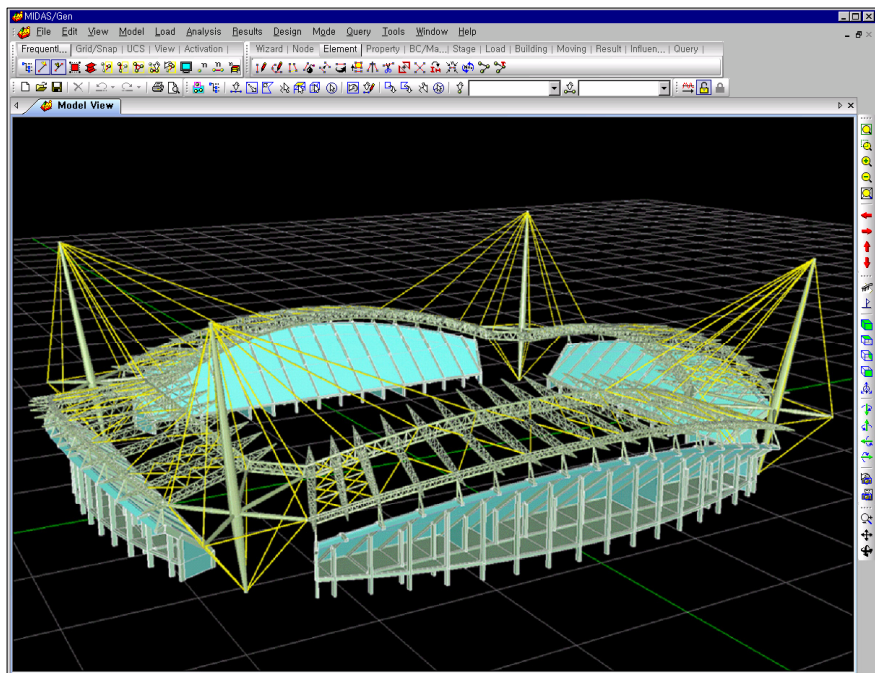 MIDAS/Gen
File Edit View Model Load Analysis Results Design Mode Query Tools Window Help
Frequentl... Grid/Snap UCS View Activation Wizard Node Element Property BC/Ma... Stage Load Building Moving Result Influen... Query
Model View